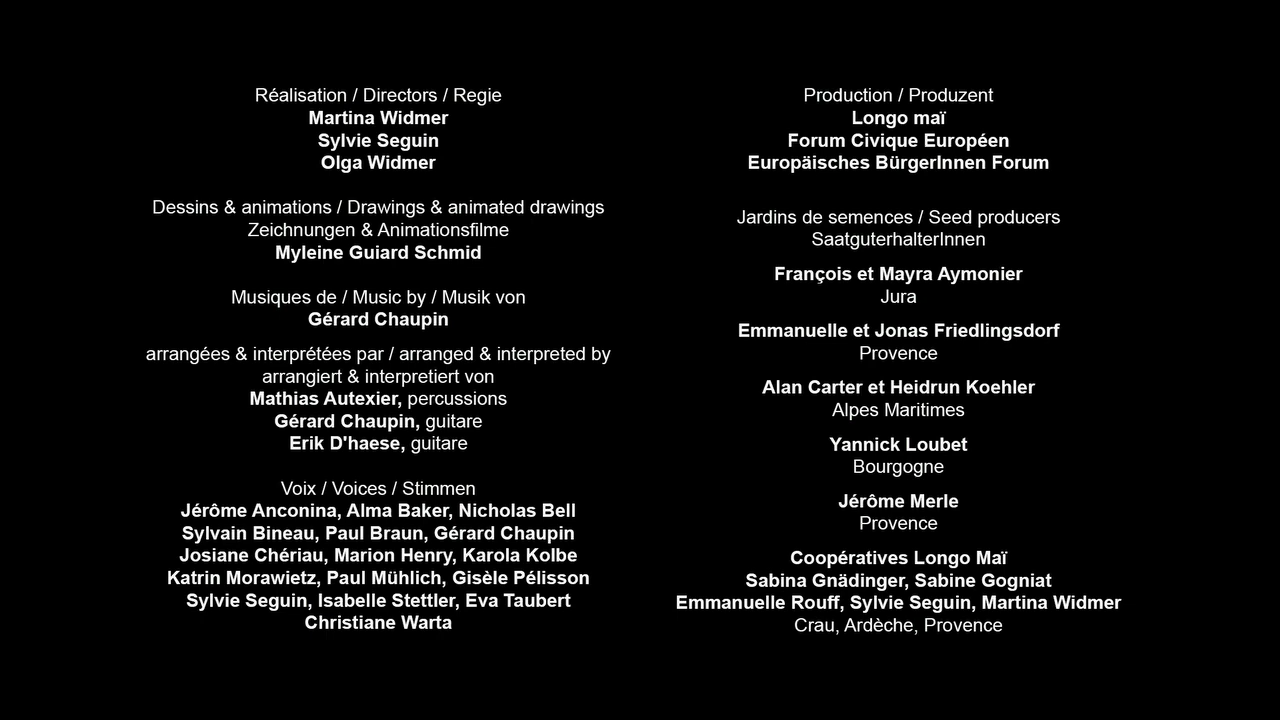 Réalisation / Directors / Regie
Martina Widmer
Sylvie Seguin
Olga Widmer
Dessins & animations / Drawings & animated drawings
Zeichnungen & Animationsfilme
Myleine Guiard Schmid
Musiques de / Music by / Musik von
Gérard Chaupin
arrangées & interprétées par / arranged & interpreted by
arrangiert & interpretiert von
Mathias Autexier, percussions
Gérard Chaupin, guitare
Erik D'haese, guitare
Voix / Voices / Stimmen
Jérôme Anconina, Alma Baker, Nicholas Bell
Sylvain Bineau, Paul Braun, Gérard Chaupin
Josiane Chériau, Marion Henry, Karola Kolbe
Katrin Morawietz, Paul Mühlich, Gisèle Pélisson
Sylvie Seguin, Isabelle Stettler, Eva Taubert
Christiane Warta
Production / Produzent
Longo maï
Forum Civique Européen
Europäisches BürgerInnen Forum
Jardins de semences / Seed producers
SaatguterhalterInnen
François et Mayra Aymonier
Jura
Emmanuelle et Jonas Friedlingsdorf
Provence
Alan Carter et Heidrun Koehler
Alpes Maritimes
Yannick Loubet
Bourgogne
Jérôme Merle
Provence
Coopératives Longo Maï
Sabina Gnädinger, Sabine Gogniat
Emmanuelle Rouff, Sylvie Seguin, Martina Widmer
Crau, Ardèche, Provence